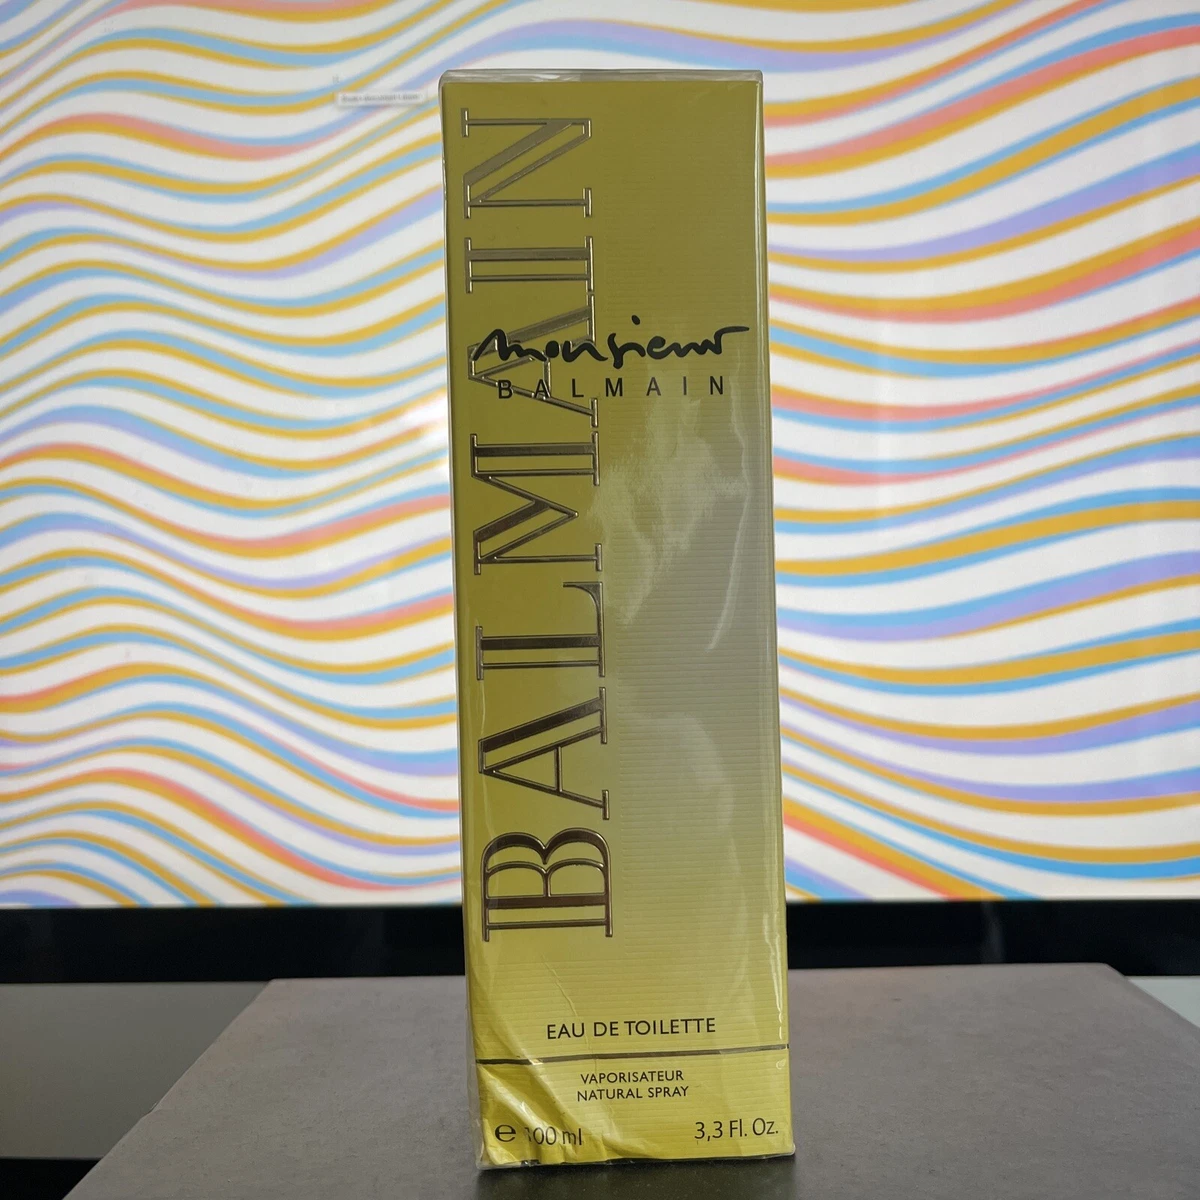 BALMAIN
monsieur
BALMAIN
EAU DE TOILETTE
VAPORISATEUR
NATURAL SPRAY
℮ 100 ml
3,3 Fl. Oz.